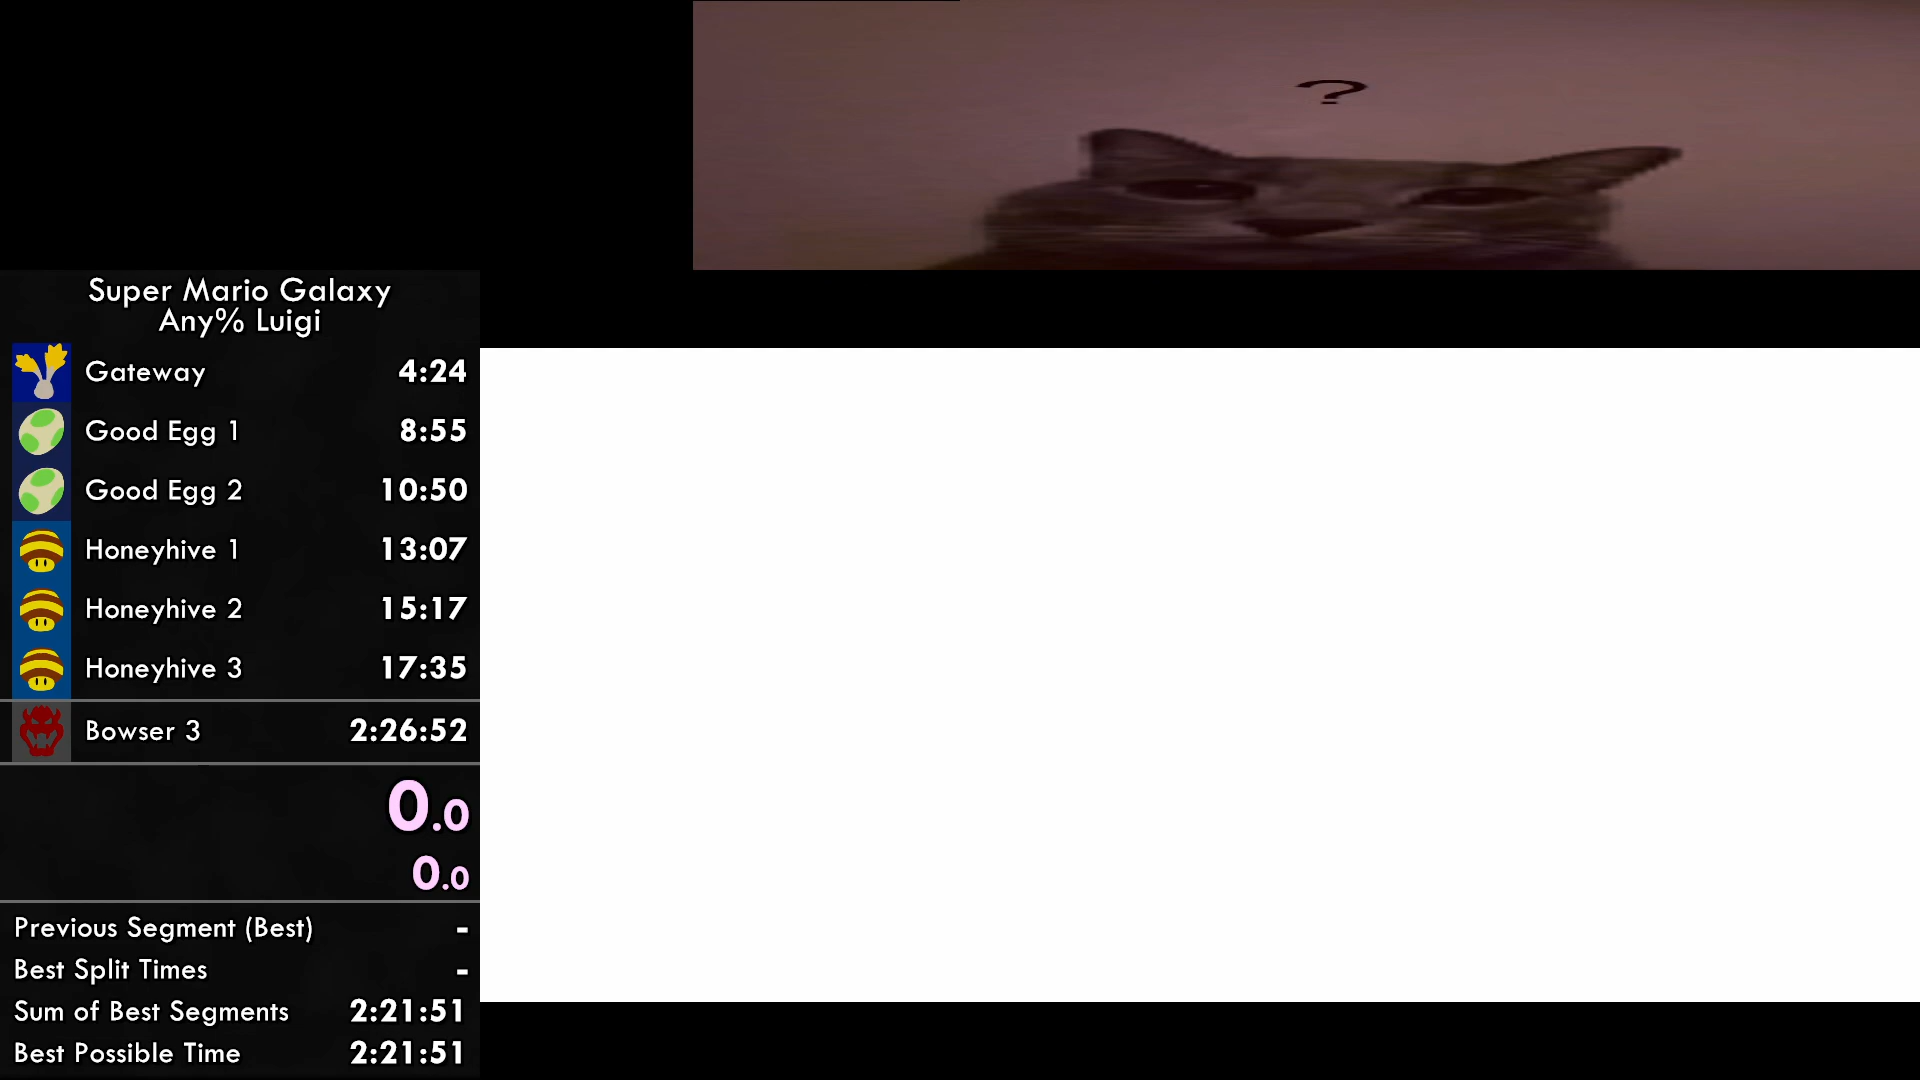 ?
Super Mario Galaxy
Any% Luigi
Gateway 4:24
Good Egg 1 8:55
Good Egg 2 10:50
Honeyhive 1 13:07
Honeyhive 2 15:17
Honeyhive 3 17:35
Bowser 3 2:26:52
0.0
0.0
Previous Segment (Best) -
Best Split Times -
Sum of Best Segments 2:21:51
Best Possible Time 2:21:51